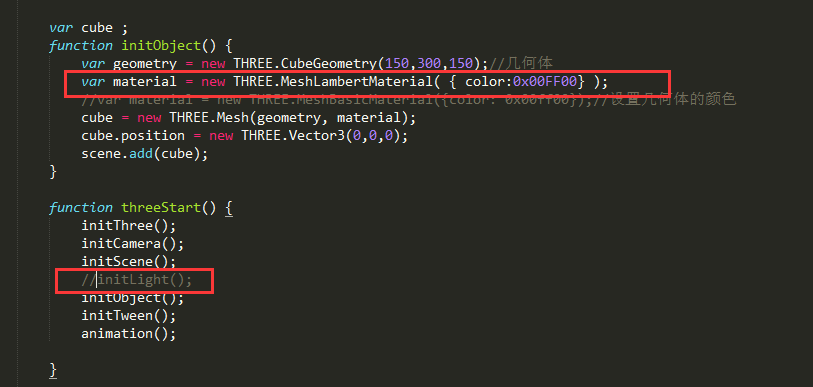 var cube ;
function initObject() {
var geometry = new THREE.CubeGeometry(150,300,150);//几何体
var material = new THREE.MeshLambertMaterial( { color:0x00FF00} );
//var material = new THREE.MeshBasicMaterial({color: 0x00ff00});//设置几何体的颜色
cube = new THREE.Mesh(geometry, material);
cube.position = new THREE.Vector3(0,0,0);
scene.add(cube);
}
function threeStart() {
initThree();
initCamera();
initScene();
//initLight();
initObject();
initTween();
animation();
}